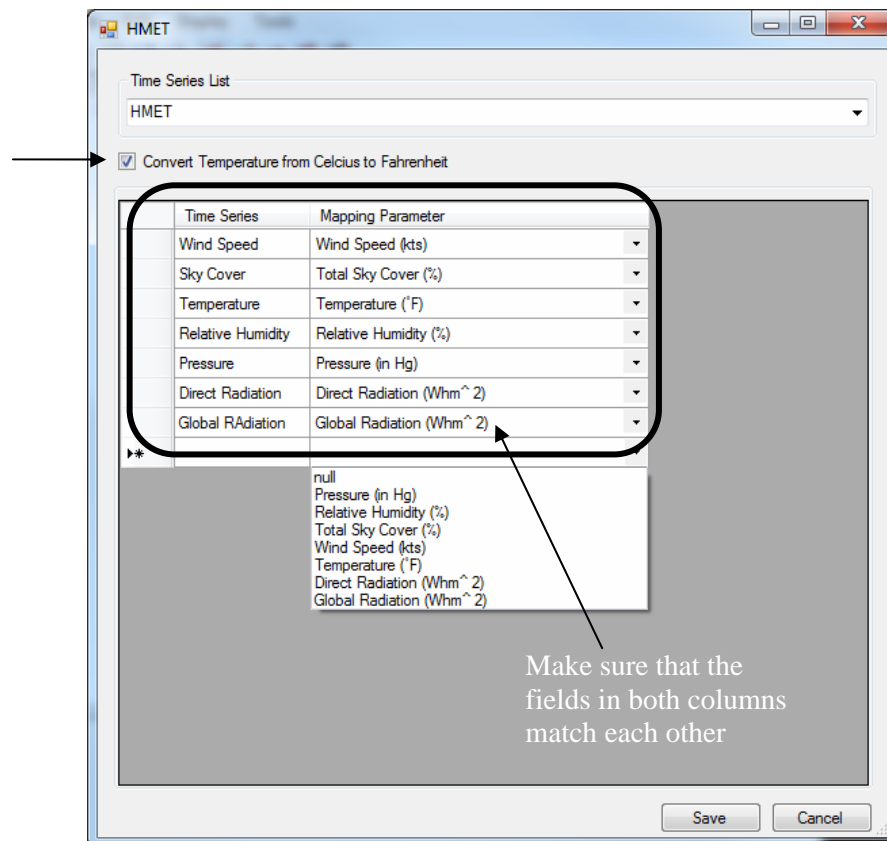 HMET
Time Series List
HMET
Convert Temperature from Celcius to Fahrenheit
Time Series Mapping Parameter
Wind Speed Wind Speed (kts)
Sky Cover Total Sky Cover (%)
Temperature Temperature (°F)
Relative Humidity Relative Humidity (%)
Pressure Pressure (in Hg)
Direct Radiation Direct Radiation (Whm^ 2)
Global RAdiation Global Radiation (Whm^ 2)
null
Pressure (in Hg)
Relative Humidity (%)
Total Sky Cover (%)
Wind Speed (kts)
Temperature (°F)
Direct Radiation (Whm^ 2)
Global Radiation (Whm^ 2)
Make sure that the
fields in both columns
match each other
Save Cancel